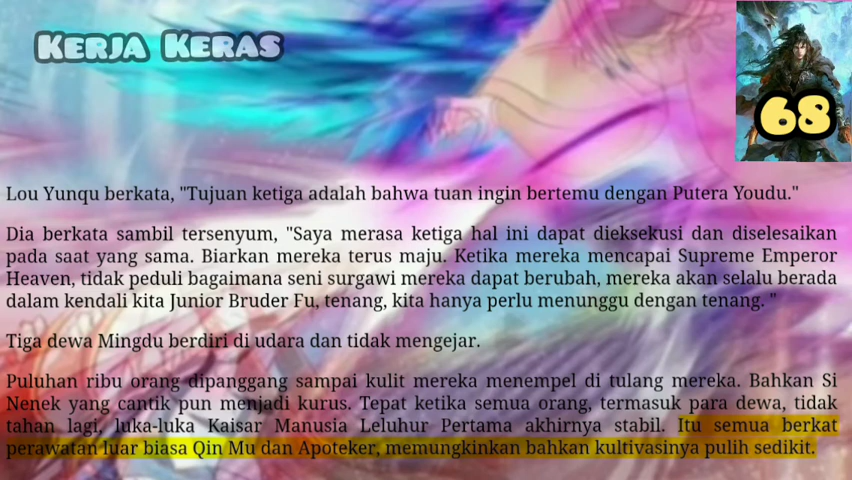 Kerja Keras
68
Lou Yunqu berkata, "Tujuan ketiga adalah bahwa tuan ingin bertemu dengan Putera Youdu."
Dia berkata sambil tersenyum, "Saya merasa ketiga hal ini dapat dieksekusi dan diselesaikan
pada saat yang sama. Biarkan mereka terus maju. Ketika mereka mencapai Supreme Emperor
Heaven, tidak peduli bagaimana seni surgawi mereka dapat berubah, mereka akan selalu berada
dalam kendali kita Junior Bruder Fu, tenang, kita hanya perlu menunggu dengan tenang. "
Tiga dewa Mingdu berdiri di udara dan tidak mengejar.
Puluhan ribu orang dipanggang sampai kulit mereka menempel di tulang mereka. Bahkan Si
Nenek yang cantik pun menjadi kurus. Tepat ketika semua orang, termasuk para dewa, tidak
tahan lagi, luka-luka Kaisar Manusia Leluhur Pertama akhirnya stabil. Itu semua berkat
perawatan luar biasa Qin Mu dan Apoteker, memungkinkan bahkan kultivasinya pulih sedikit.